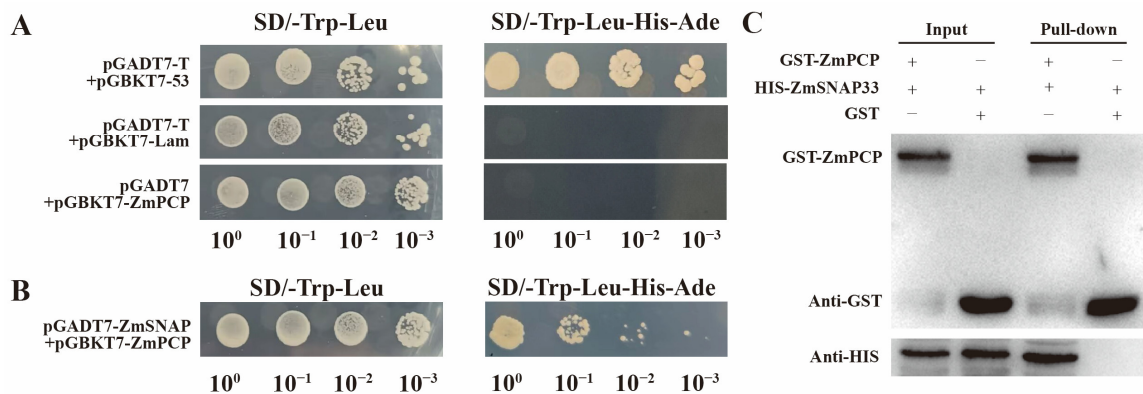 A
SD/-Trp-Leu
SD/-Trp-Leu-His-Ade
pGADT7-T
+pGBKT7-53
pGADT7-T
+pGBKT7-Lam
pGADT7
+pGBKT7-ZmPCP
10⁰ 10⁻¹ 10⁻² 10⁻³
10⁰ 10⁻¹ 10⁻² 10⁻³
B
SD/-Trp-Leu
SD/-Trp-Leu-His-Ade
pGADT7-ZmSNAP
+pGBKT7-ZmPCP
10⁰ 10⁻¹ 10⁻² 10⁻³
10⁰ 10⁻¹ 10⁻² 10⁻³
C
Input
Pull-down
GST-ZmPCP + − + −
HIS-ZmSNAP33 + + + +
GST − + − +
GST-ZmPCP
Anti-GST
Anti-HIS